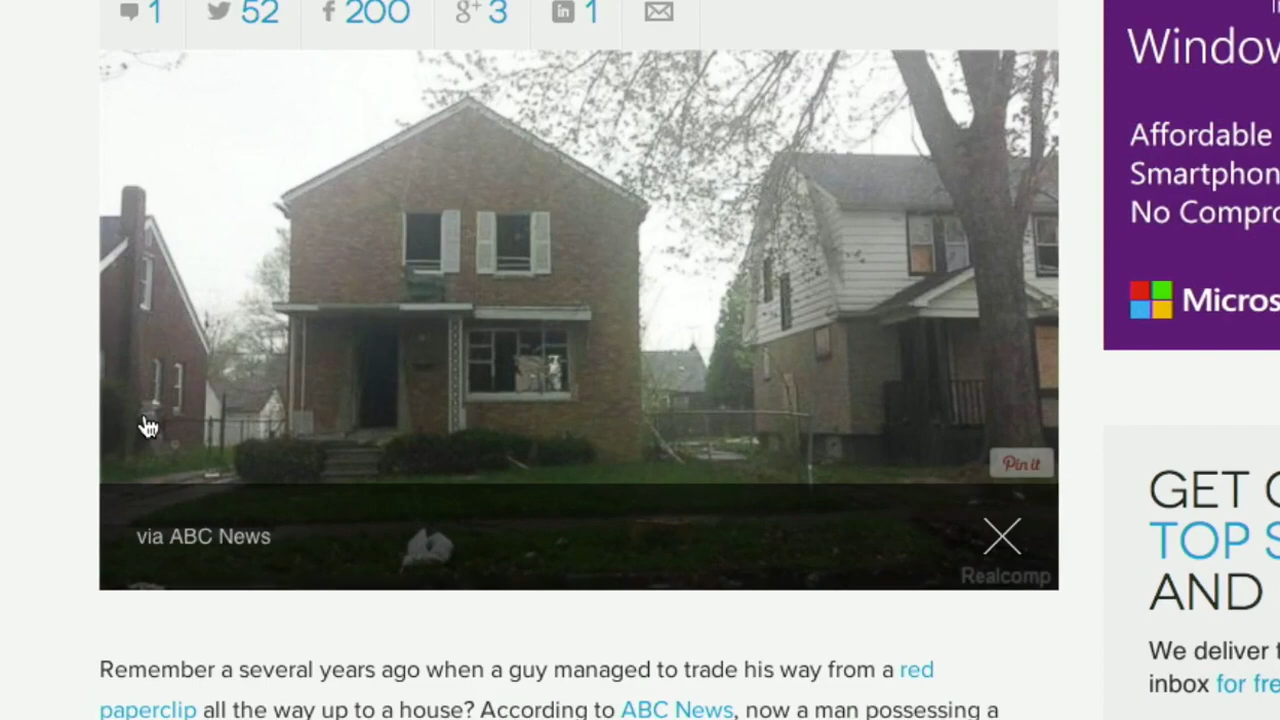 1 52 200 3 1
Windo
Affordable
Smartphon
No Compro
Micros
Pin it
via ABC News
Realcomp
GET
TOP S
AND
We deliver t
inbox for fre
Remember a several years ago when a guy managed to trade his way from a red
paperclip all the way up to a house? According to ABC News, now a man possessing a